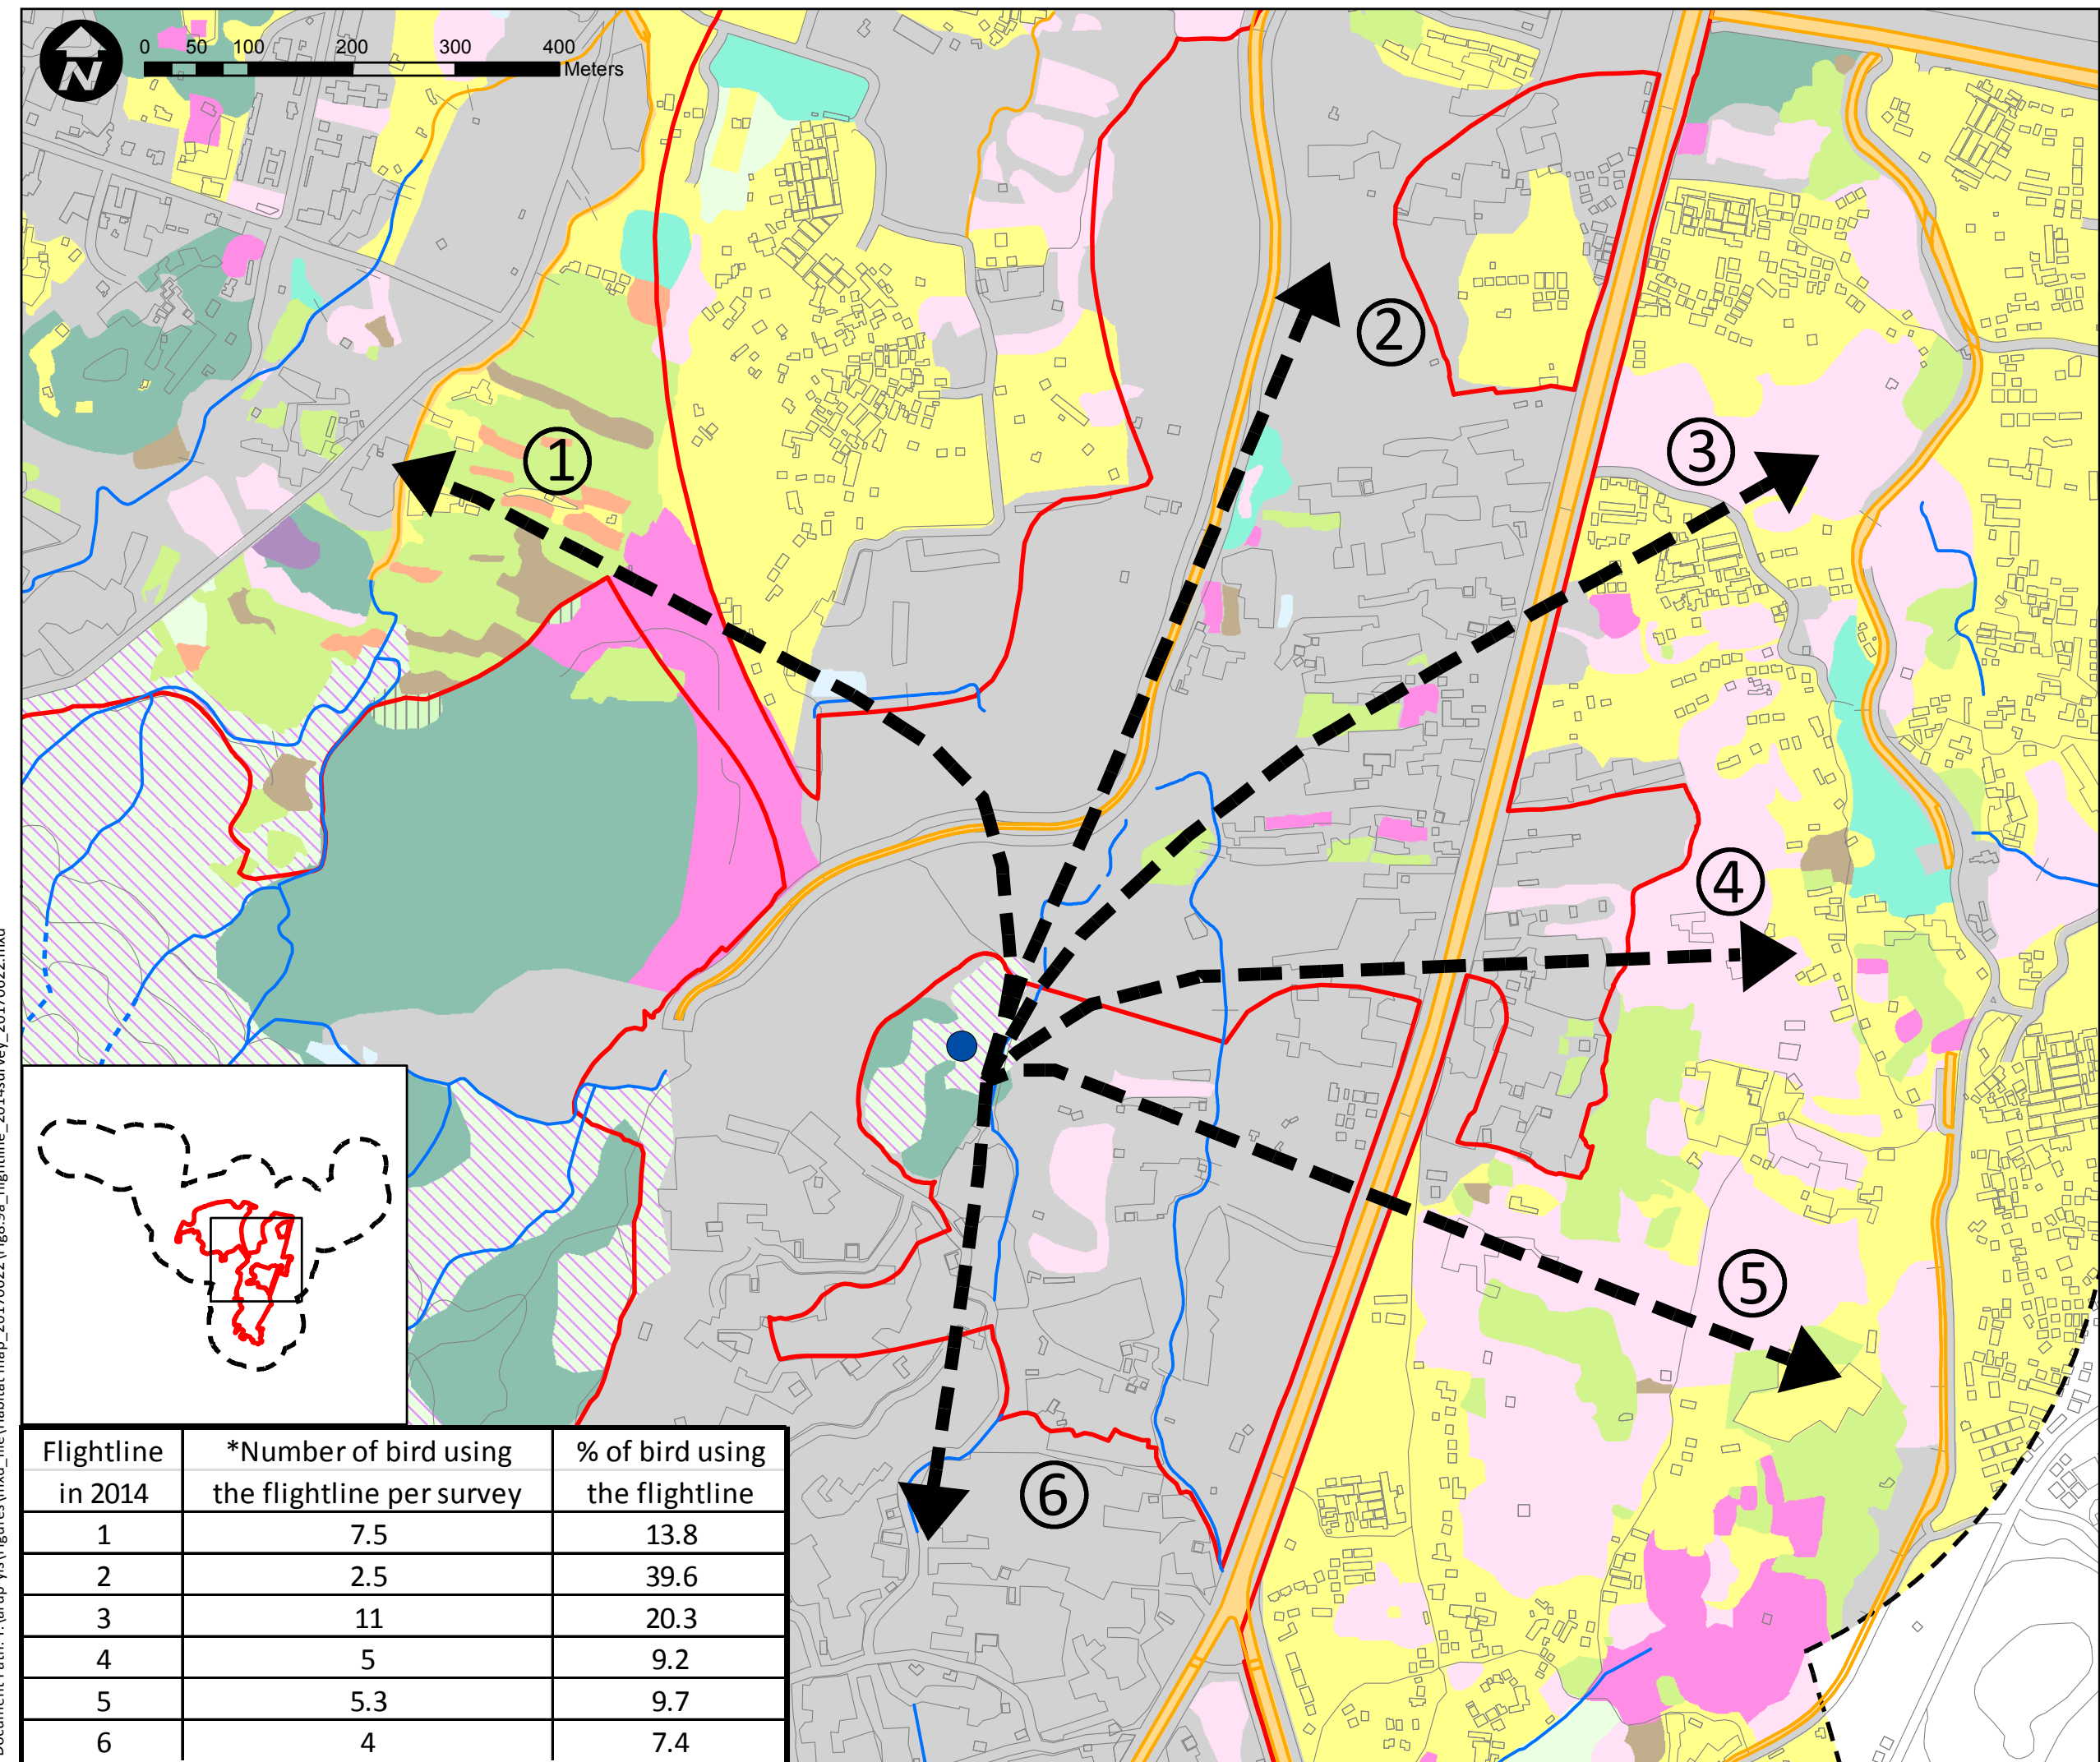 0 50 100 200 300 400
Meters
N
1
2
3
4
5
6
Flightline in 2014 *Number of bird using the flightline per survey % of bird using the flightline
1 7.5 13.8
2 2.5 39.6
3 11 20.3
4 5 9.2
5 5.3 9.7
6 4 7.4